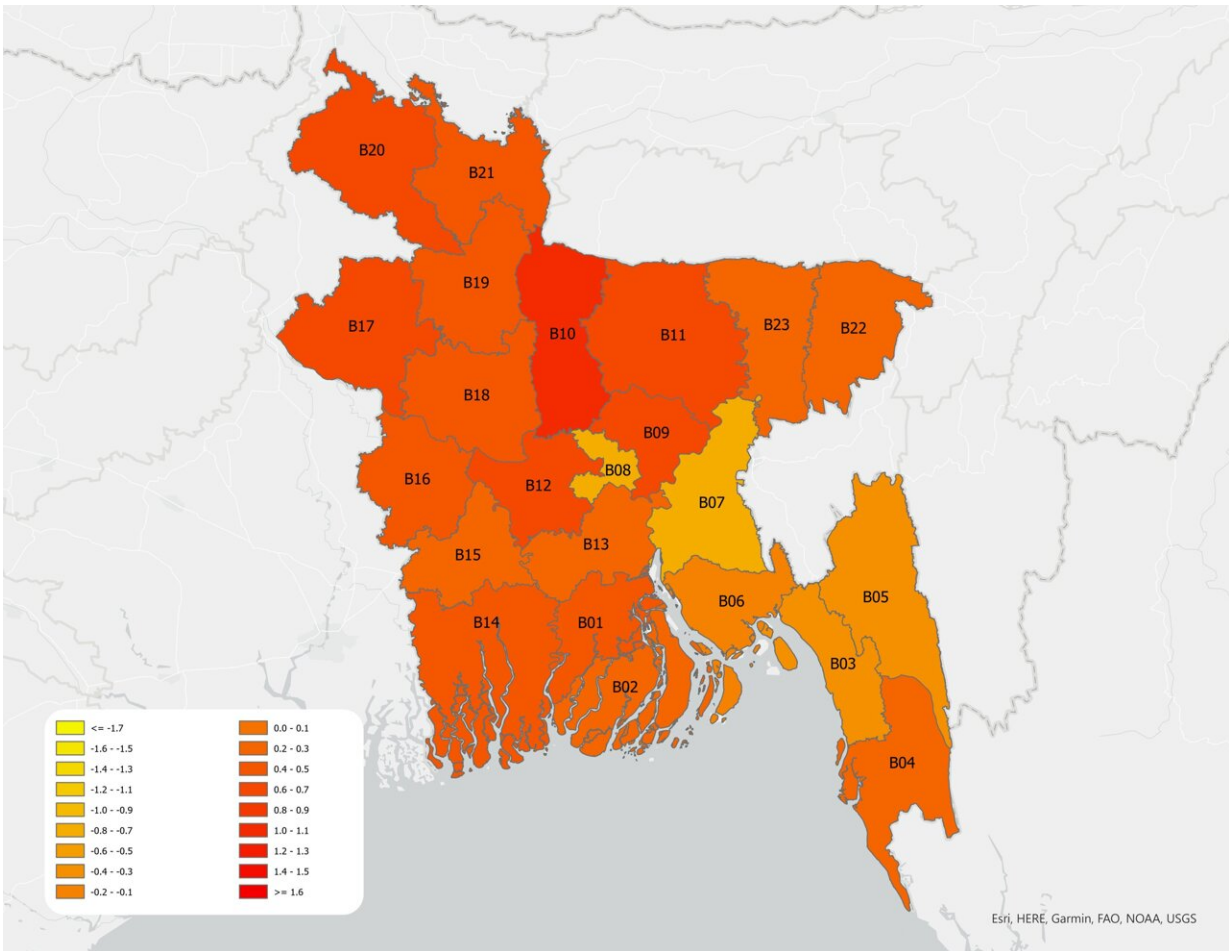 B20
B21
B19
B17
B10
B11
B23
B22
B18
B09
B16
B12
B08
B07
B15
B13
B05
B14
B01
B06
B03
B02
B04
<= -1.7
-1.6 - -1.5
-1.4 - -1.3
-1.2 - -1.1
-1.0 - -0.9
-0.8 - -0.7
-0.6 - -0.5
-0.4 - -0.3
-0.2 - -0.1
0.0 - 0.1
0.2 - 0.3
0.4 - 0.5
0.6 - 0.7
0.8 - 0.9
1.0 - 1.1
1.2 - 1.3
1.4 - 1.5
>= 1.6
Esri, HERE, Garmin, FAO, NOAA, USGS